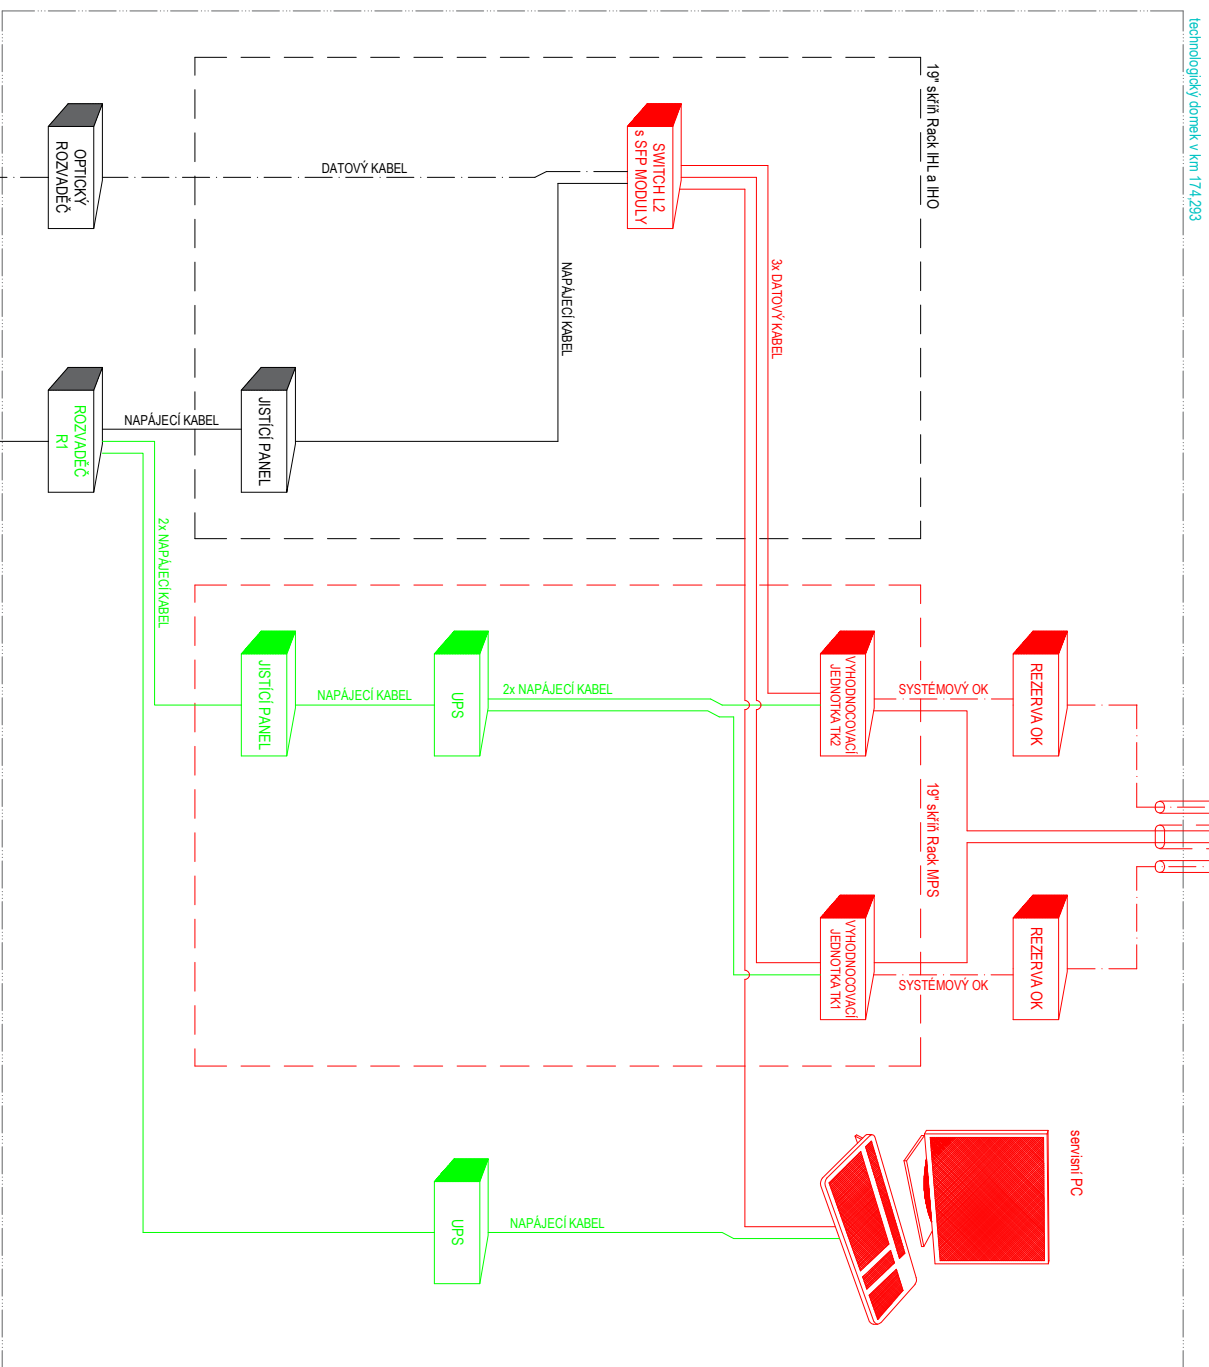 technologický domek v km 174,293
19" skříň Rack IHL a IHO
OPTICKÝ
ROZVADĚČ
DATOVÝ KABEL
SWITCH L2
s SFP MODULY
NAPÁJECÍ KABEL
3x DATOVÝ KABEL
ROZVADĚČ
R1
NAPÁJECÍ KABEL
JISTÍCÍ PANEL
2x NAPÁJECÍ KABEL
JISTÍCÍ PANEL
NAPÁJECÍ KABEL
UPS
2x NAPÁJECÍ KABEL
VYHODNOCOVACÍ
JEDNOTKA TK2
SYSTÉMOVÝ OK
REZERVA OK
19" skříň Rack MPS
VYHODNOCOVACÍ
JEDNOTKA TK1
SYSTÉMOVÝ OK
REZERVA OK
servisní PC
UPS
NAPÁJECÍ KABEL